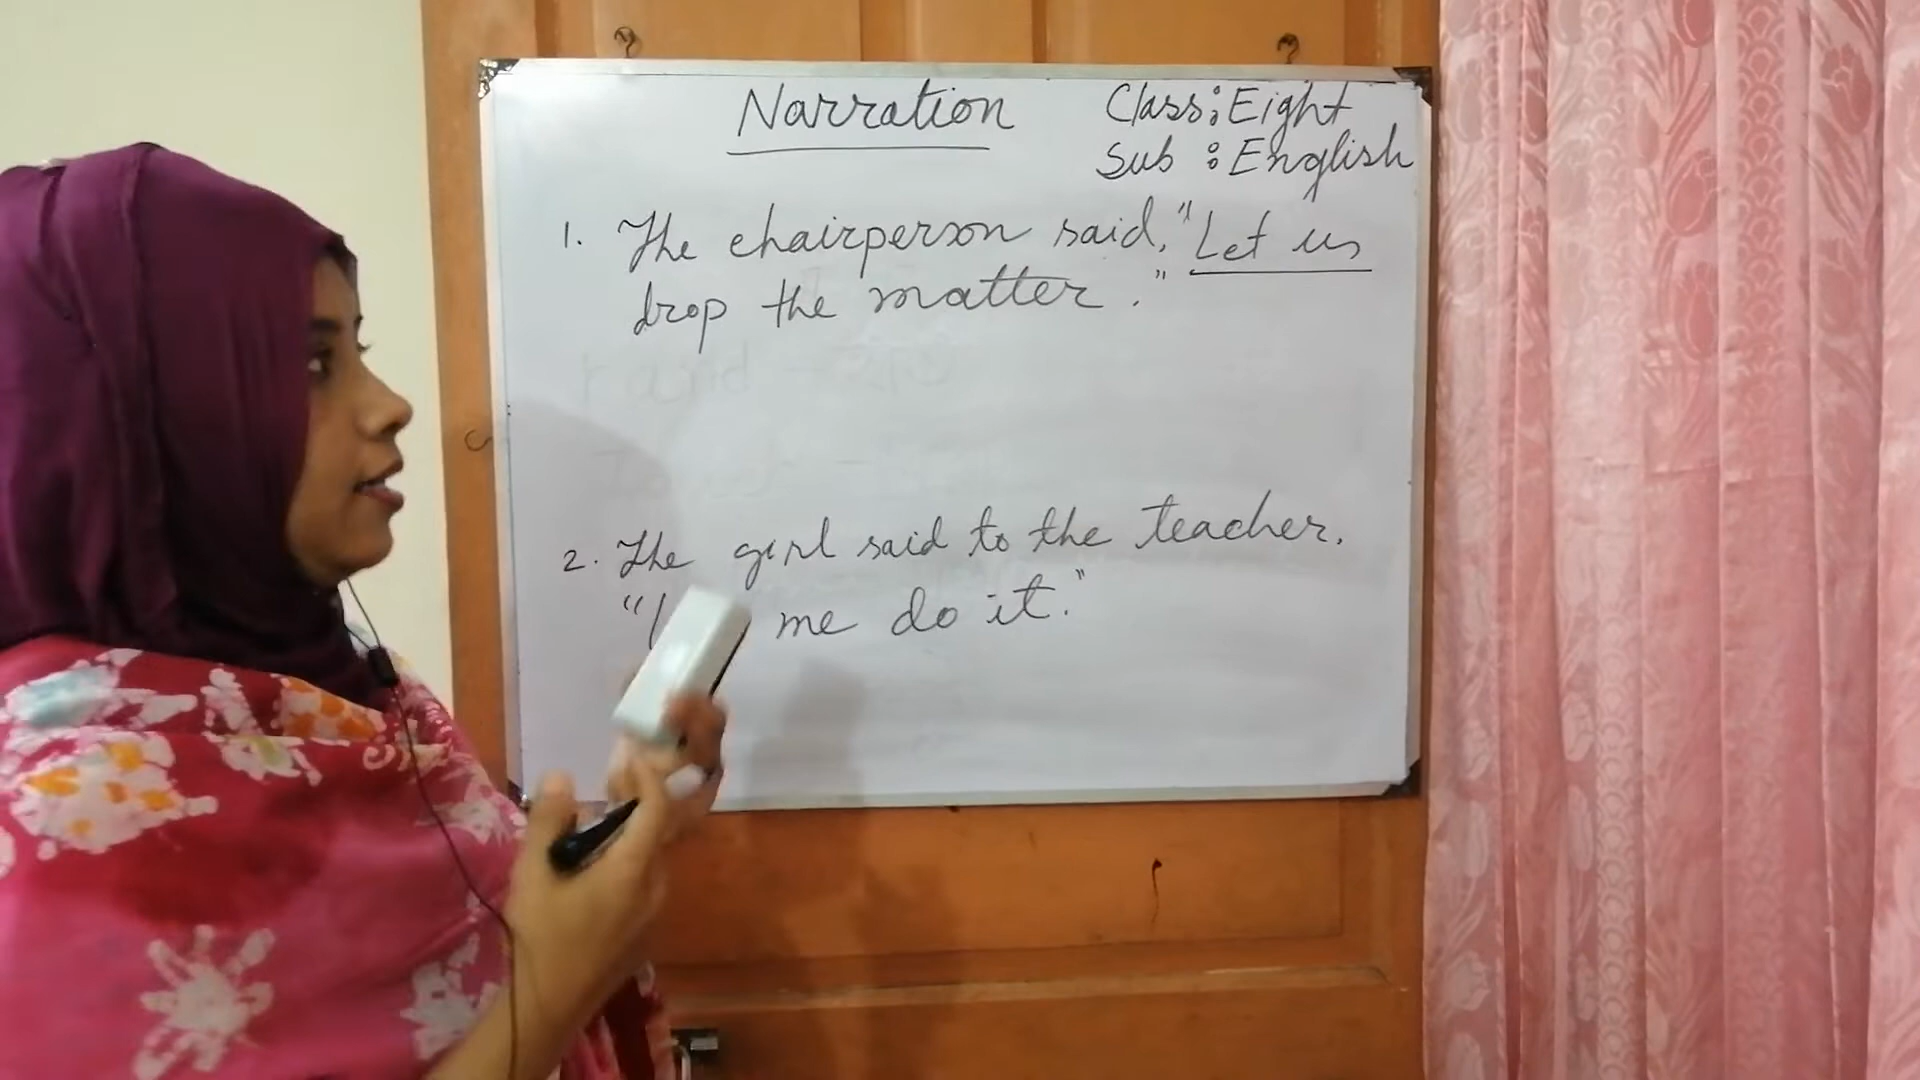 Narration
Class: Eight
Sub : English
1. The chairperson said, "Let us
drop the matter."
2. The girl said to the teacher,
" me do it."